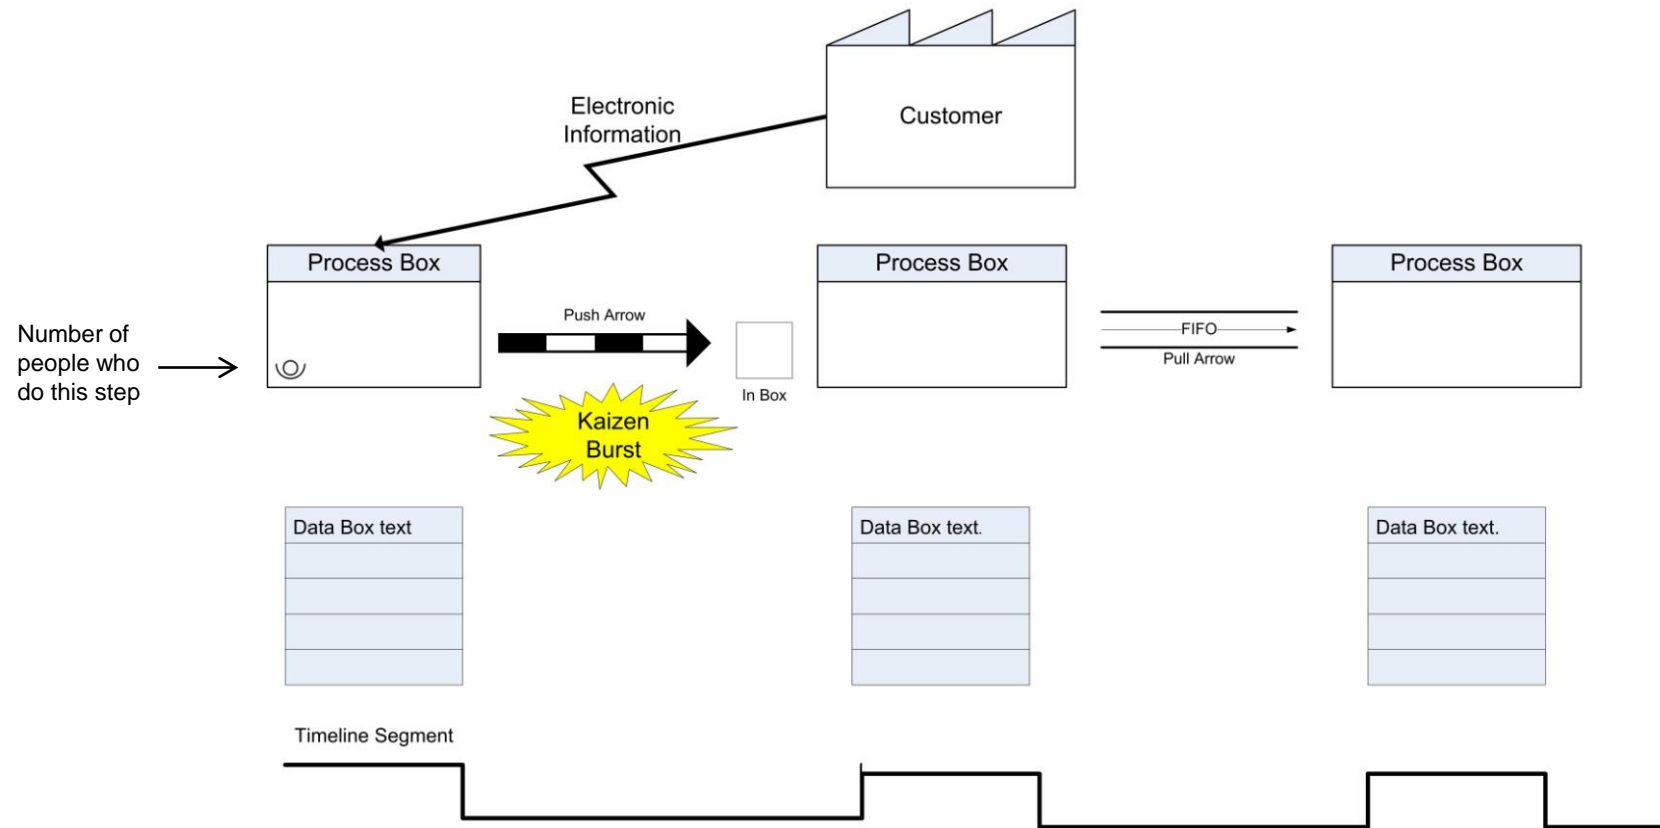 Electronic
Information
Customer
Process Box
Process Box
Process Box
Number of
people who
do this step
Push Arrow
In Box
FIFO
Pull Arrow
Kaizen
Burst
Data Box text
Data Box text.
Data Box text.
Timeline Segment